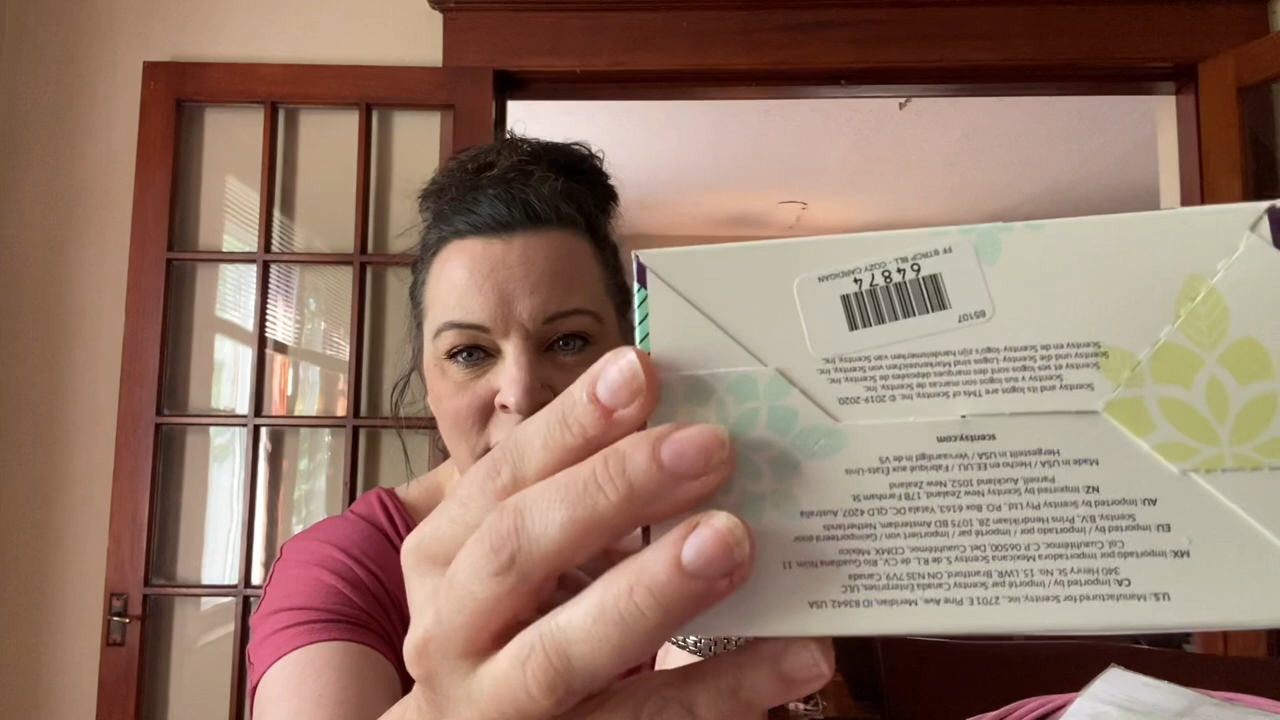 U.S.: Manufactured for Scentsy, Inc., 2701 E. Pine Ave., Meridian, ID 83642, USA
CA: Imported by / Importé par Scentsy Canada Enterprises, ULC
340 Henry St. No. 15, LWR, Brantford, ON N3S 7V9, Canada
MX: Importado por Importadora Mexicana Scentsy, S. de R.L. de C.V., Río Guadiana Núm. 11
Col. Cuauhtémoc, C.P. 06500, Del. Cuauhtémoc, CDMX, México
EU: Imported by / Importado por / Importé par / Importiert von / Geïmporteerd door
Scentsy, B.V., Prins Hendriklaan 28, 1075 BD Amsterdam, Netherlands
AU: Imported by Scentsy Pty Ltd., P.O. Box 6163, Yatala DC, QLD 4207, Australia
NZ: Imported by Scentsy New Zealand, 17B Farnham St.
Parnell, Auckland 1052, New Zealand
Made in USA / Hecho en EE.UU. / Fabriqué aux États-Unis
Hergestellt in USA / Vervaardigd in de VS
scentsy.com
Scentsy and its logos are TMs of Scentsy, Inc. © 2019-2020.
Scentsy y sus logos son marcas de Scentsy, Inc.
Scentsy et ses logos sont des marques déposées de Scentsy, Inc.
Scentsy und die Scentsy-Logos sind Markenzeichen von Scentsy, Inc.
Scentsy en de Scentsy-logo's zijn handelsmerken van Scentsy, Inc.
65107
64874
FF STROP BLL - COZY CARDIGAN